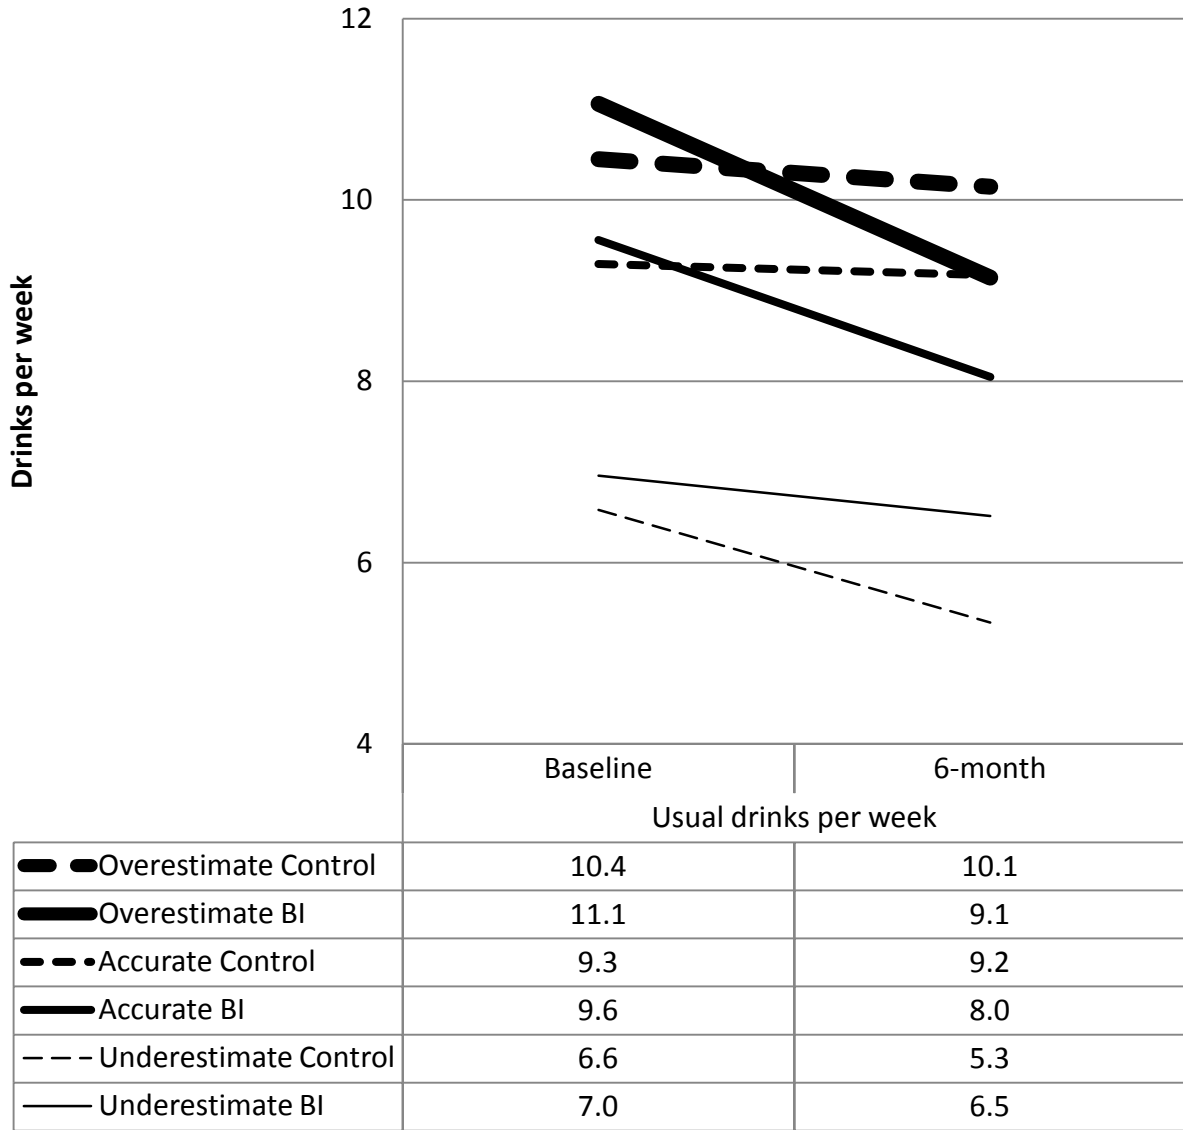 12
10
8
6
4
Drinks per week
Baseline 6-month
Usual drinks per week
Overestimate Control 10.4 10.1
Overestimate BI 11.1 9.1
Accurate Control 9.3 9.2
Accurate BI 9.6 8.0
Underestimate Control 6.6 5.3
Underestimate BI 7.0 6.5